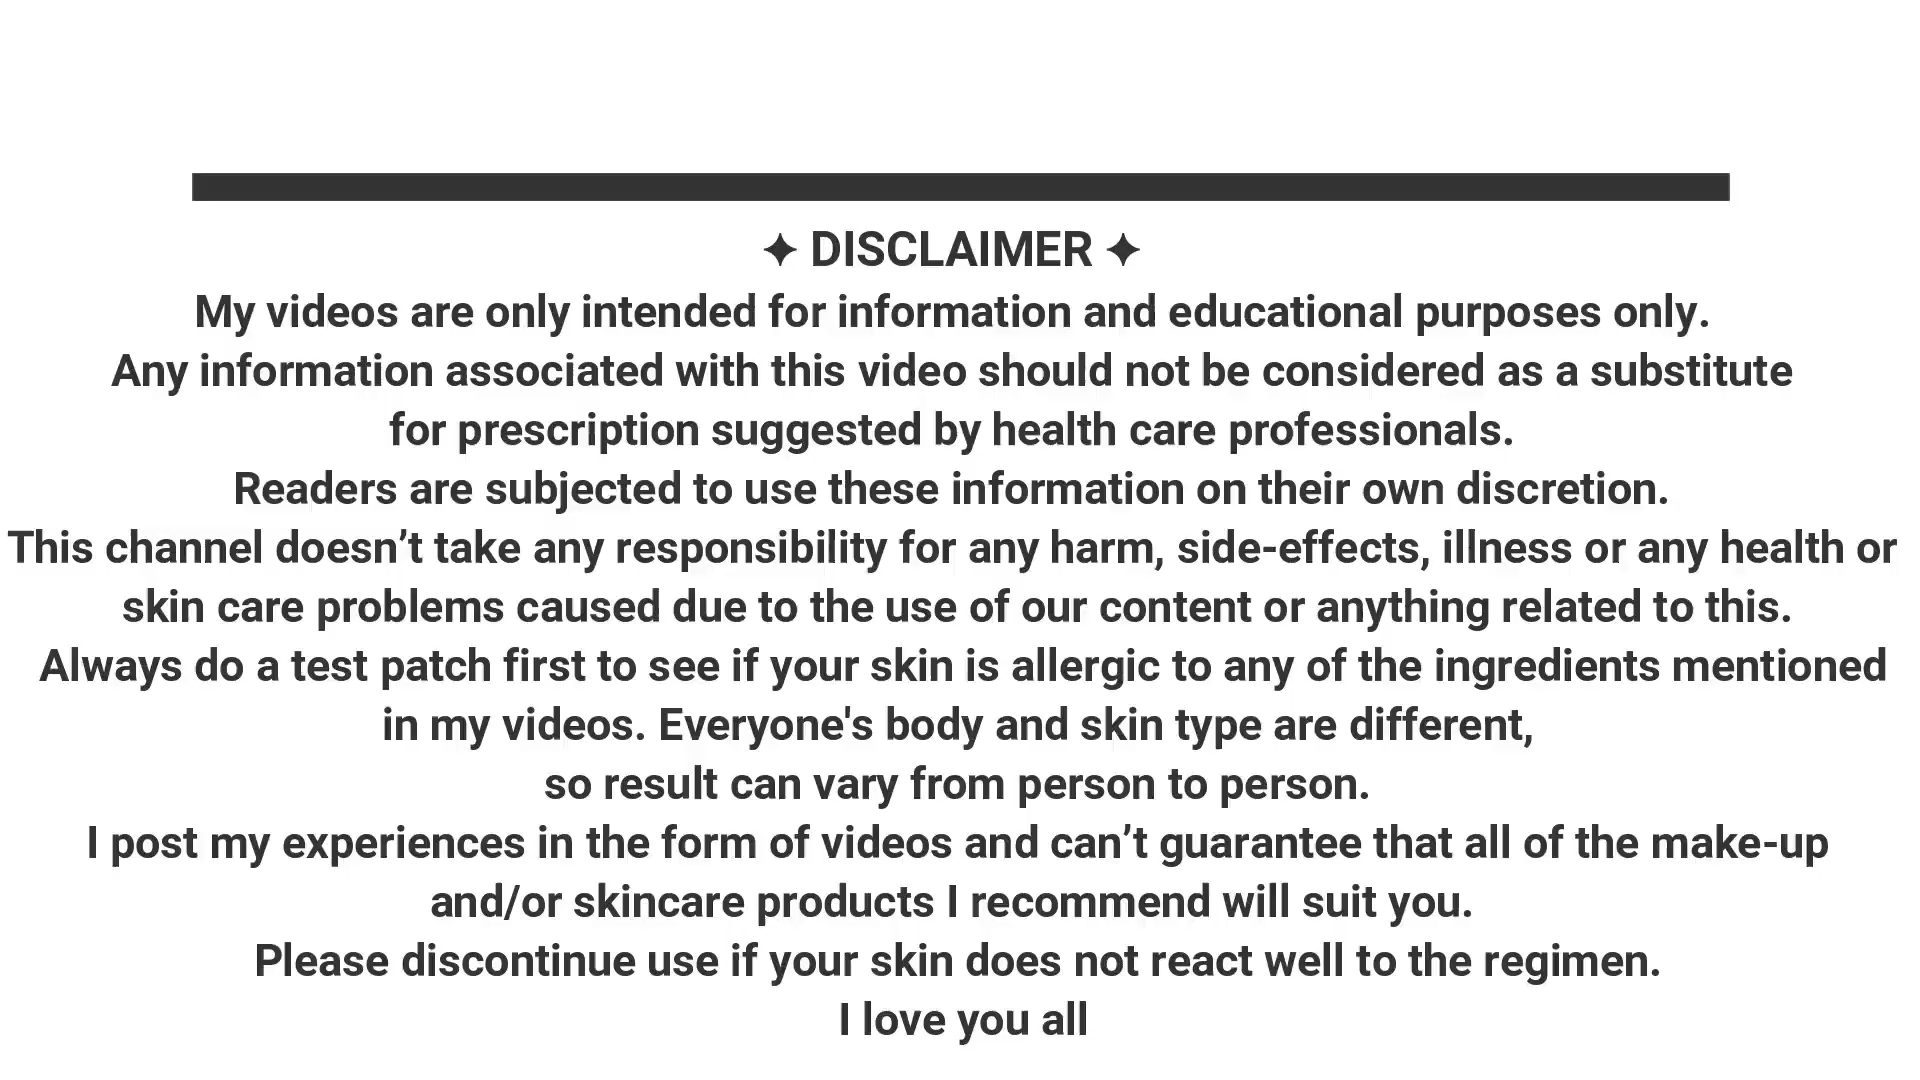 ✦ DISCLAIMER ✦
My videos are only intended for information and educational purposes only.
Any information associated with this video should not be considered as a substitute
for prescription suggested by health care professionals.
Readers are subjected to use these information on their own discretion.
This channel doesn’t take any responsibility for any harm, side-effects, illness or any health or
skin care problems caused due to the use of our content or anything related to this.
Always do a test patch first to see if your skin is allergic to any of the ingredients mentioned
in my videos. Everyone's body and skin type are different,
so result can vary from person to person.
I post my experiences in the form of videos and can’t guarantee that all of the make-up
and/or skincare products I recommend will suit you.
Please discontinue use if your skin does not react well to the regimen.
I love you all